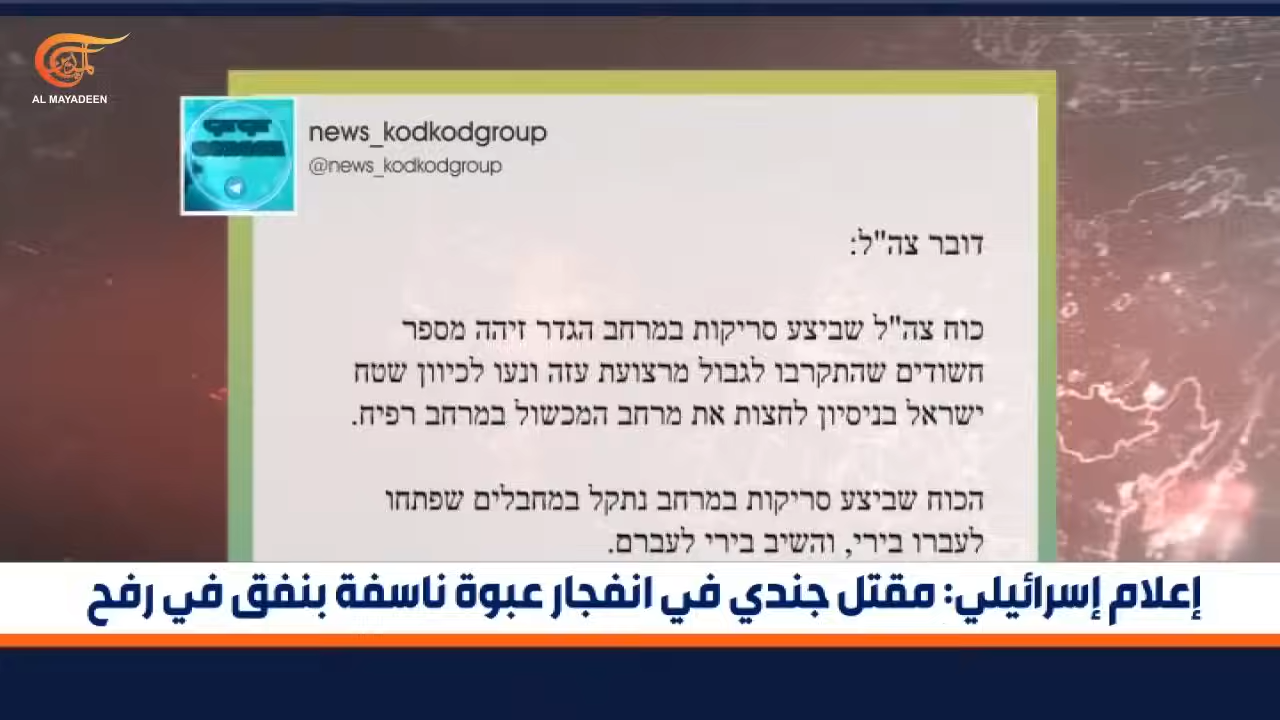 AL MAYADEEN
news_kodkodgroup
@news_kodkodgroup
דובר צה"ל:
כוח צה"ל שביצע סריקות במרחב הגדר זיהה מספר
חשודים שהתקרבו לגבול מרצועת עזה ונעו לכיוון שטח
ישראל בניסיון לחצות את מרחב המכשול במרחב רפיח.
הכוח שביצע סריקות במרחב נתקל במחבלים שפתחו
לעברו בירי, והשיב בירי לעברם.
إعلام إسرائيلي: مقتل جندي في انفجار عبوة ناسفة بنفق في رفح